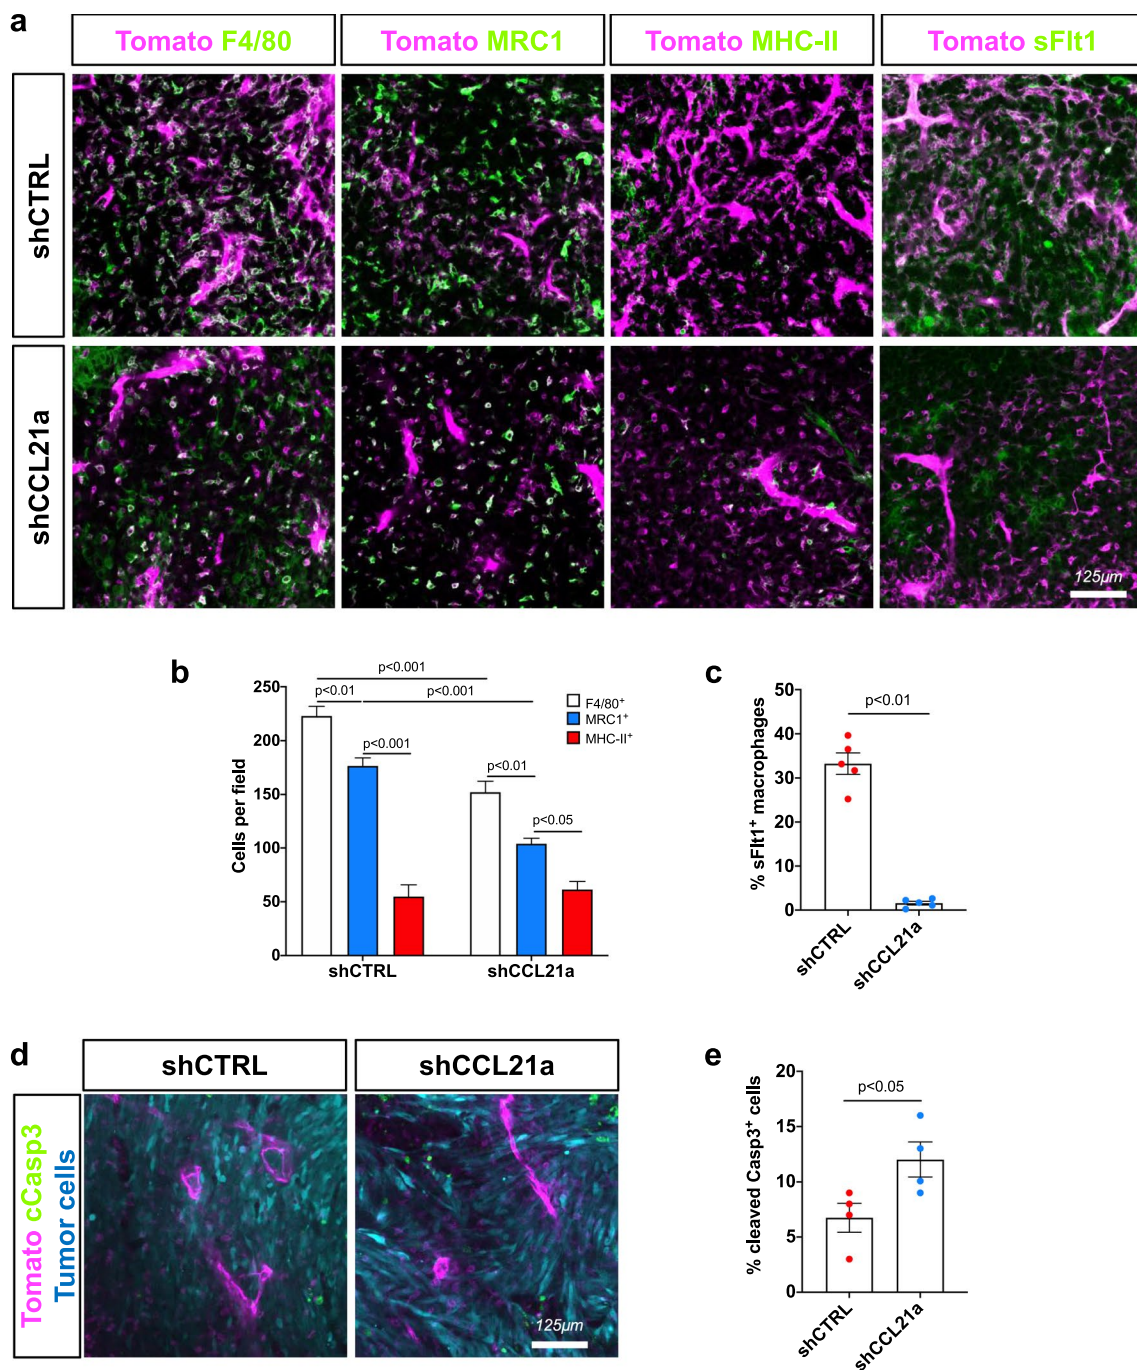 a
Tomato F4/80
Tomato MRC1
Tomato MHC-II
Tomato sFlt1
shCTRL
shCCL21a
125µm
b
p<0.001
p<0.01
p<0.001
p<0.001
p<0.01
p<0.05
F4/80+
MRC1+
MHC-II+
Cells per field
250
200
150
100
50
0
shCTRL
shCCL21a
c
p<0.01
% sFlt1+ macrophages
50
40
30
20
10
0
shCTRL
shCCL21a
d
shCTRL
shCCL21a
Tomato cCasp3
Tumor cells
125µm
e
p<0.05
% cleaved Casp3+ cells
20
15
10
5
0
shCTRL
shCCL21a